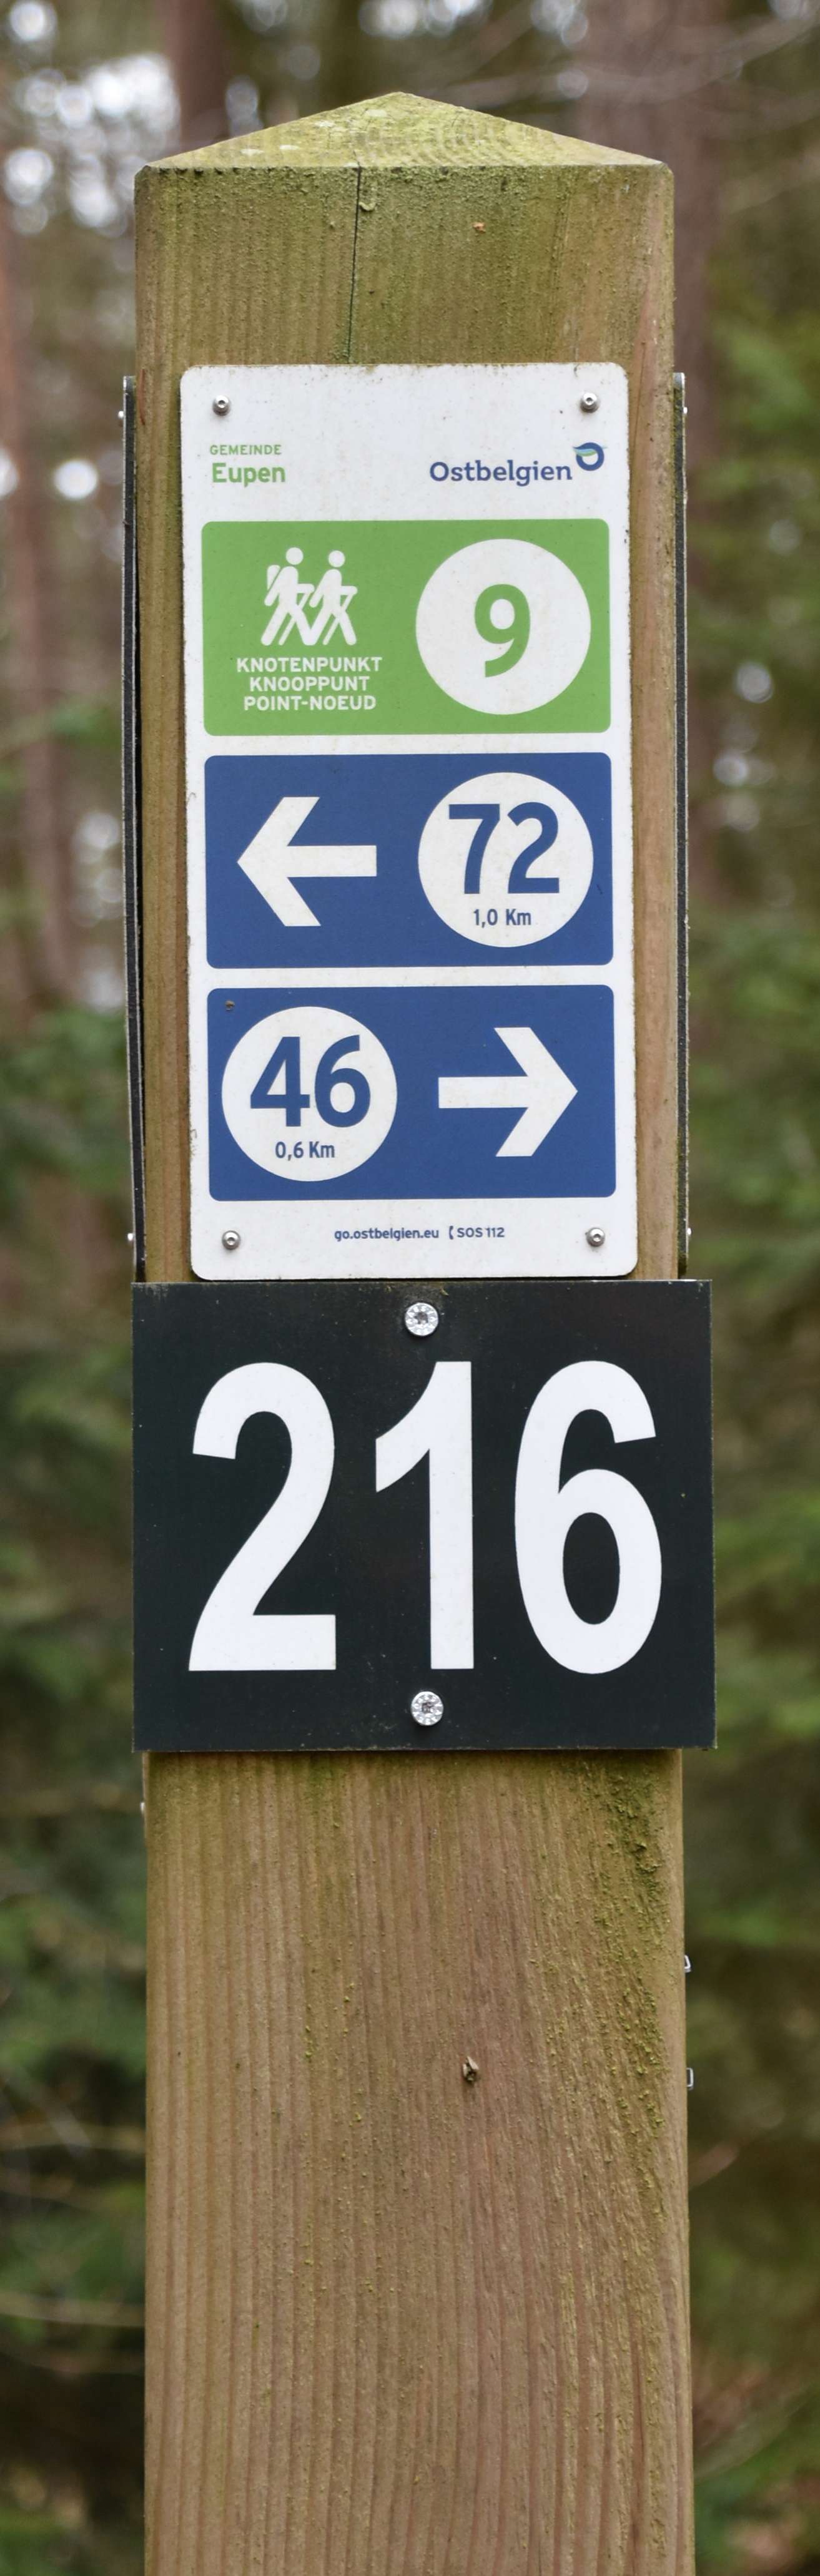 GEMEINDE
Eupen
Ostbelgien
KNOTENPUNKT
KNOOPPUNT
POINT-NOEUD
9
72
1,0 Km
46
0,6 Km
go.ostbelgien.eu SOS 112
216